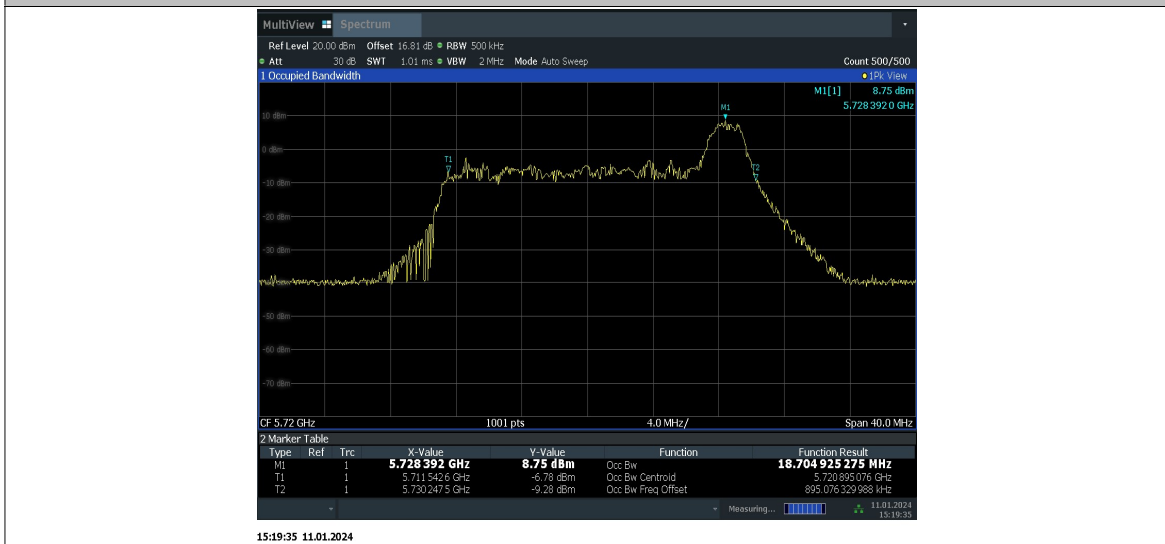 MultiView Spectrum
Ref Level 20.00 dBm Offset 16.81 dB RBW 500 kHz
Att 30 dB SWT 1.01 ms VBW 2 MHz Mode Auto Sweep Count 500/500
1 Occupied Bandwidth 1Pk View
M1[1] 8.75 dBm
5.728 392 0 GHz
M1
10 dBm
0 dBm
T1
T2
-10 dBm
-20 dBm
-30 dBm
-40 dBm
-50 dBm
-60 dBm
-70 dBm
CF 5.72 GHz 1001 pts 4.0 MHz/ Span 40.0 MHz
2 Marker Table
Type Ref Trc X-Value Y-Value Function Function Result
M1 1 5.728 392 GHz 8.75 dBm Occ Bw 18.704 925 275 MHz
T1 1 5.711 542 6 GHz -6.78 dBm Occ Bw Centroid 5.720 895 076 GHz
T2 1 5.730 247 5 GHz -9.28 dBm Occ Bw Freq Offset 895.076 329 988 kHz
Measuring... 11.01.2024
15:19:35
15:19:35 11.01.2024